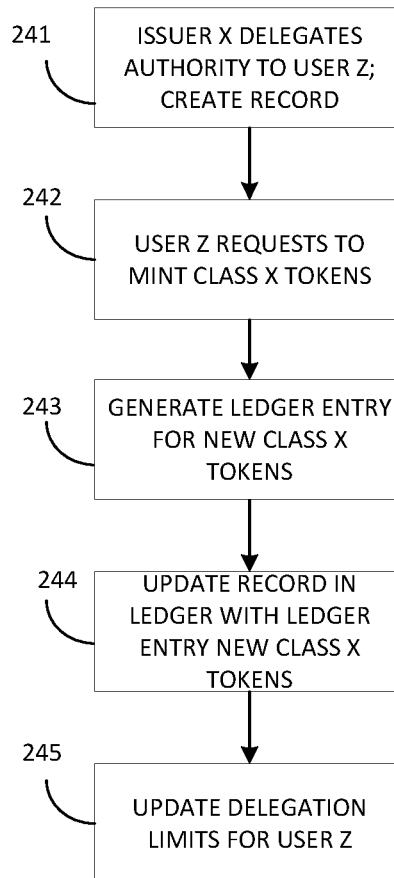 241
ISSUER X DELEGATES
AUTHORITY TO USER Z;
CREATE RECORD
242
USER Z REQUESTS TO
MINT CLASS X TOKENS
243
GENERATE LEDGER ENTRY
FOR NEW CLASS X
TOKENS
244
UPDATE RECORD IN
LEDGER WITH LEDGER
ENTRY NEW CLASS X
TOKENS
245
UPDATE DELEGATION
LIMITS FOR USER Z